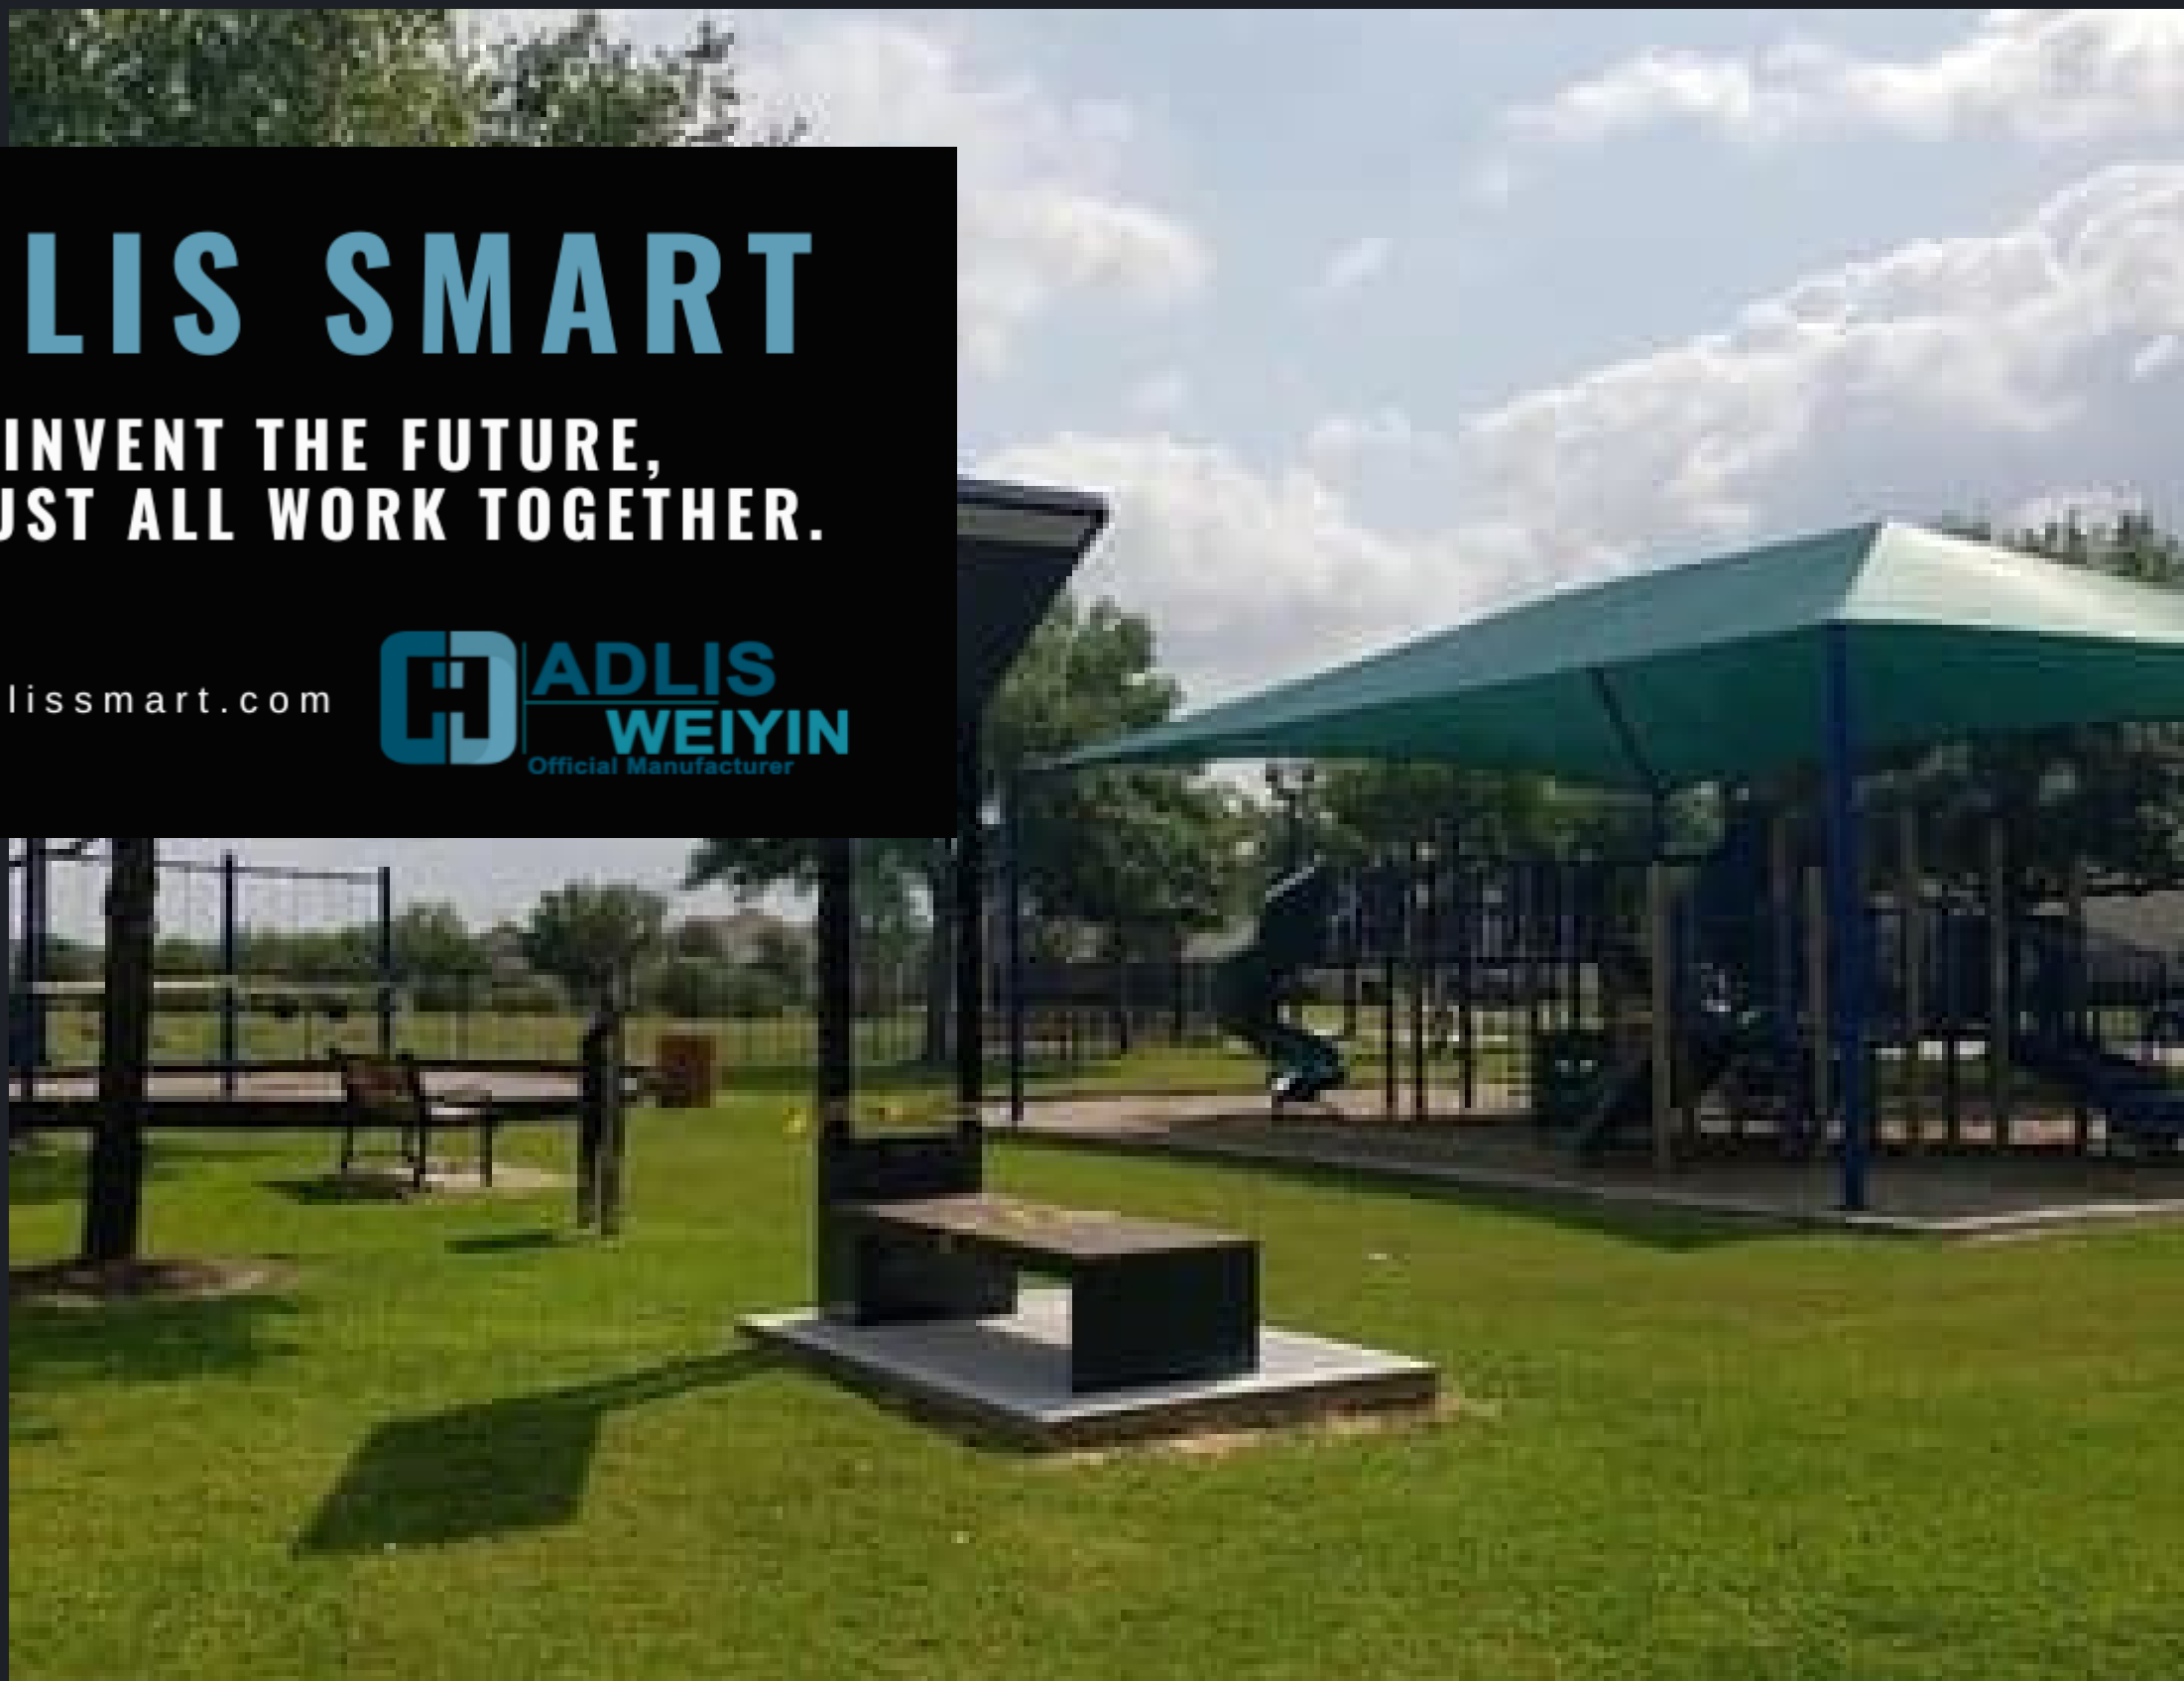 LIS SMART
INVENT THE FUTURE,
UST ALL WORK TOGETHER.
lissmart.com
ADLIS
WEIYIN
Official Manufacturer